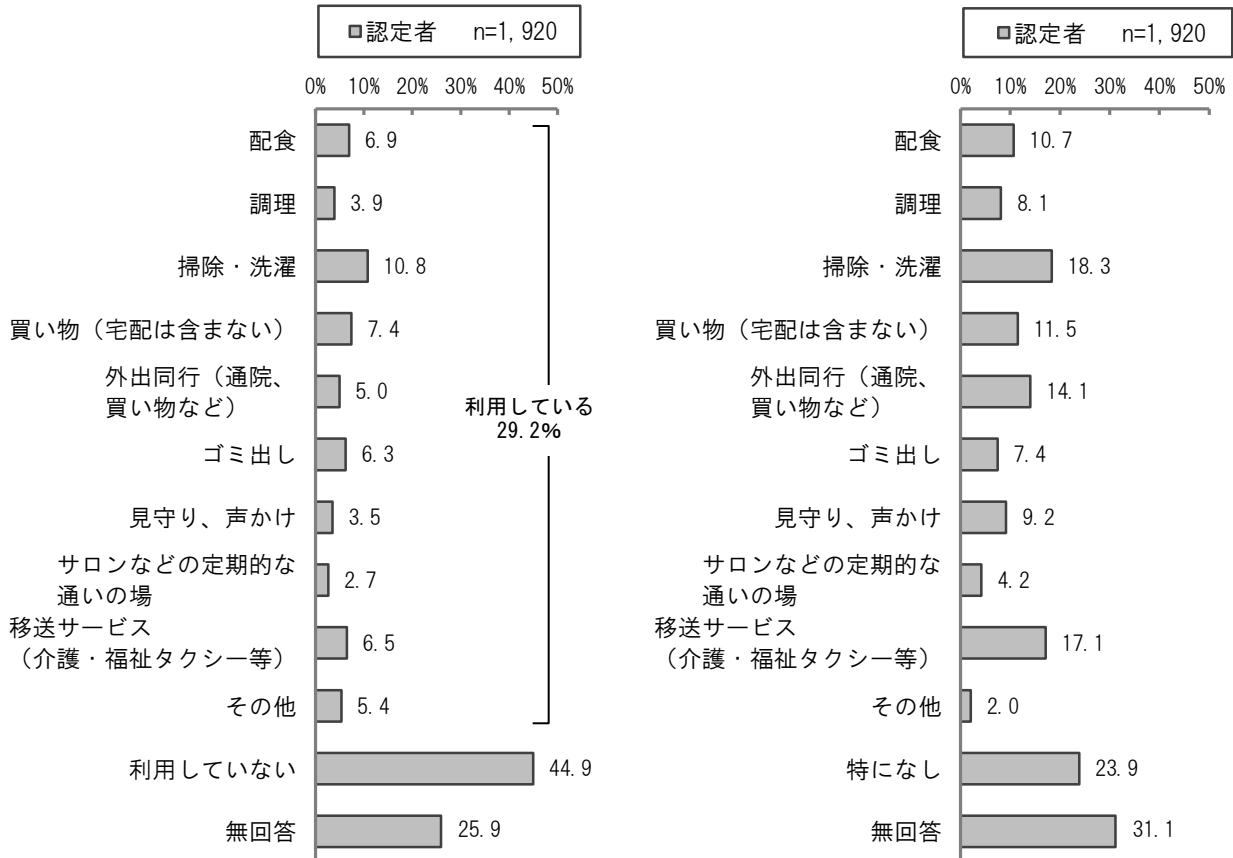 認定者 n=1,920
0% 10% 20% 30% 40% 50%
配食 6.9
調理 3.9
掃除・洗濯 10.8
買い物（宅配は含まない） 7.4
外出同行（通院、
買い物など） 5.0
ゴミ出し 6.3
見守り、声かけ 3.5
サロンなどの定期的な
通いの場 2.7
移送サービス
（介護・福祉タクシー等） 6.5
その他 5.4
利用していない 44.9
無回答 25.9
利用している
29.2%
認定者 n=1,920
0% 10% 20% 30% 40% 50%
配食 10.7
調理 8.1
掃除・洗濯 18.3
買い物（宅配は含まない） 11.5
外出同行（通院、
買い物など） 14.1
ゴミ出し 7.4
見守り、声かけ 9.2
サロンなどの定期的な
通いの場 4.2
移送サービス
（介護・福祉タクシー等） 17.1
その他 2.0
特になし 23.9
無回答 31.1